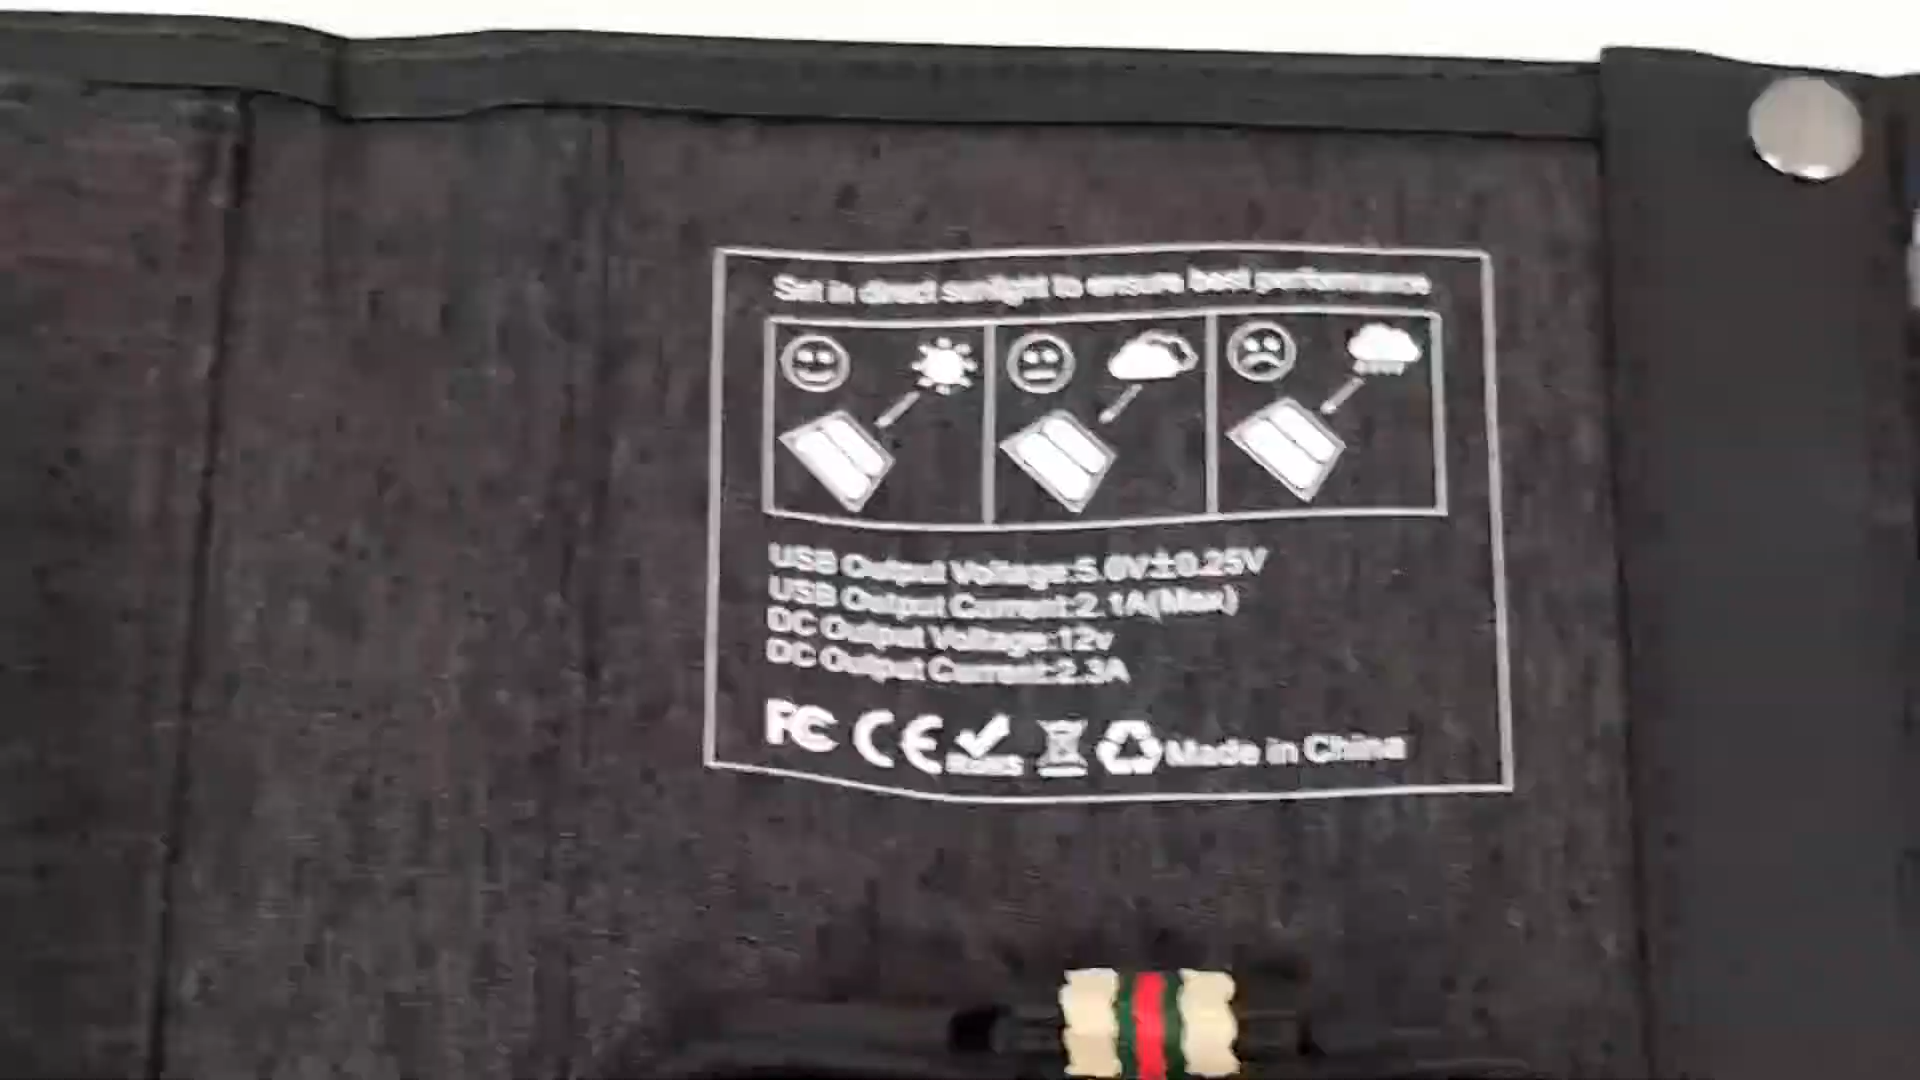 Set in direct sunlight to ensure best performance
USB Output Voltage:5.0V±0.25V
USB Output Current:2.1A(Max)
DC Output Voltage:12v
DC Output Current:2.3A
FC CE RoHS Made in China